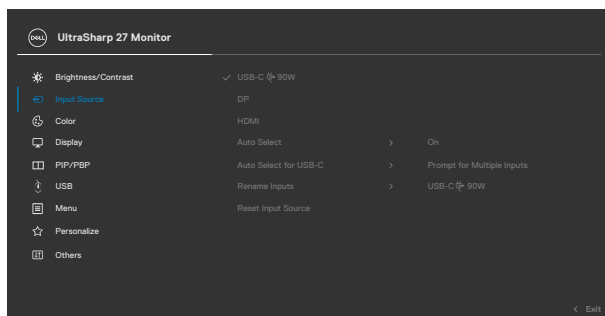 DELL UltraSharp 27 Monitor
Brightness/Contrast USB-C 90W
Input Source DP
Color HDMI
Display Auto Select > On
PIP/PBP Auto Select for USB-C > Prompt for Multiple Inputs
USB Rename Inputs > USB-C 90W
Menu Reset Input Source
Personalize
Others
< Exit